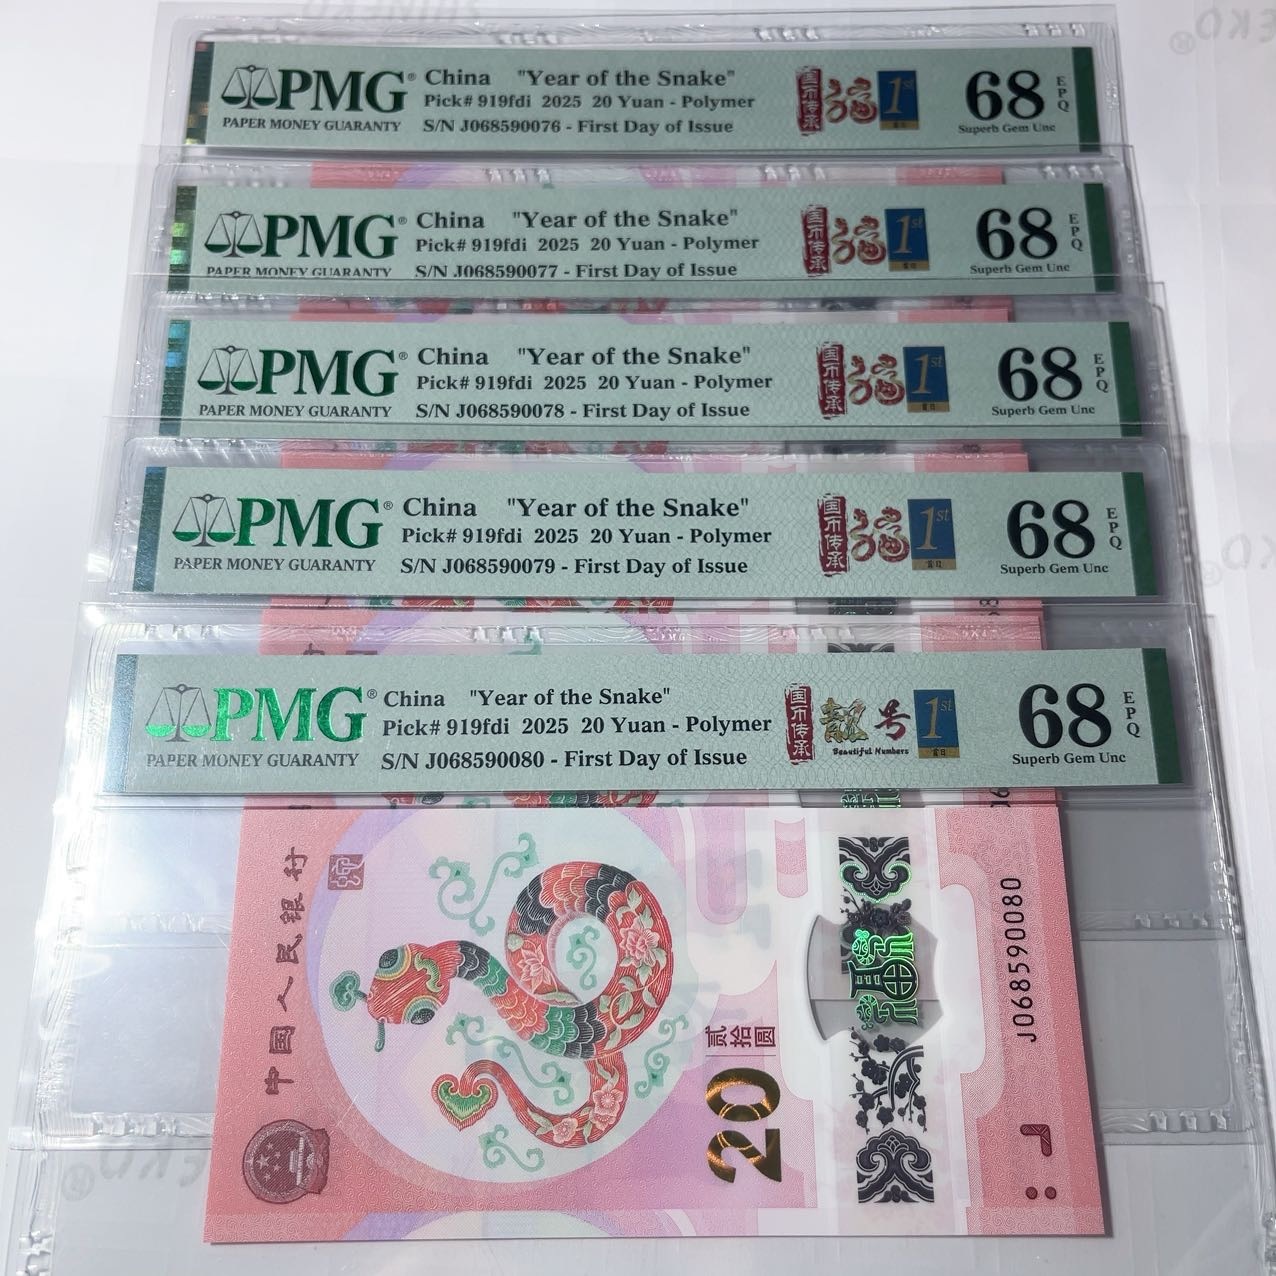 PMG® China "Year of the Snake" 68 EPQ
Pick# 919fdi 2025 20 Yuan - Polymer 国币传承 福 1st
PAPER MONEY GUARANTY S/N J068590076 - First Day of Issue Superb Gem Unc
PMG® China "Year of the Snake" 68 EPQ
Pick# 919fdi 2025 20 Yuan - Polymer 国币传承 福 1st
PAPER MONEY GUARANTY S/N J068590077 - First Day of Issue Superb Gem Unc
PMG® China "Year of the Snake" 68 EPQ
Pick# 919fdi 2025 20 Yuan - Polymer 国币传承 福 1st
PAPER MONEY GUARANTY S/N J068590078 - First Day of Issue 首日 Superb Gem Unc
PMG® China "Year of the Snake" 68 EPQ
Pick# 919fdi 2025 20 Yuan - Polymer 国币传承 福 1st
PAPER MONEY GUARANTY S/N J068590079 - First Day of Issue 首日 Superb Gem Unc
PMG® China "Year of the Snake" 68 EPQ
Pick# 919fdi 2025 20 Yuan - Polymer 国币传承 靓号 1st
Beautiful Numbers 首日
PAPER MONEY GUARANTY S/N J068590080 - First Day of Issue Superb Gem Unc
中国人民银行
贰拾圆
20
福
J068590080